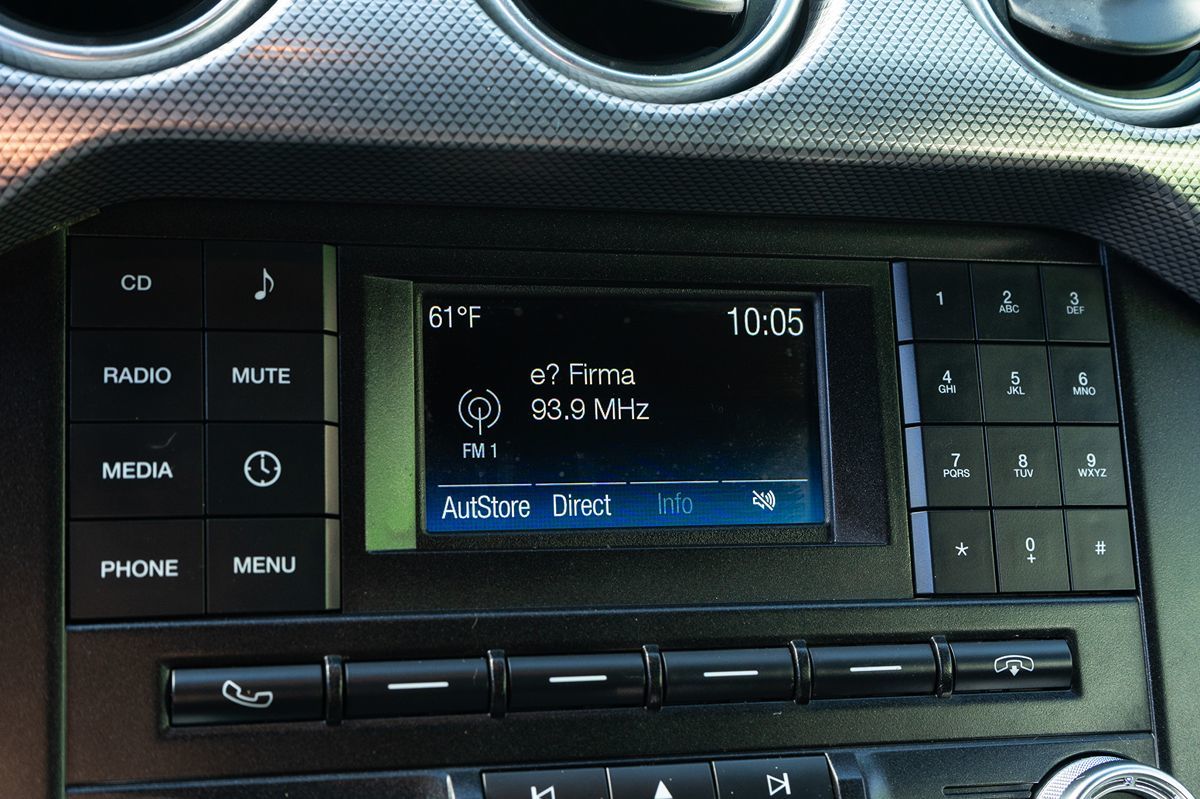 CD
RADIO
MUTE
MEDIA
PHONE
MENU
61°F
10:05
e? Firma
93.9 MHz
FM 1
AutStore
Direct
Info
1
2
ABC
3
DEF
4
GHI
5
JKL
6
MNO
7
PQRS
8
TUV
9
WXYZ
*
0
+
#